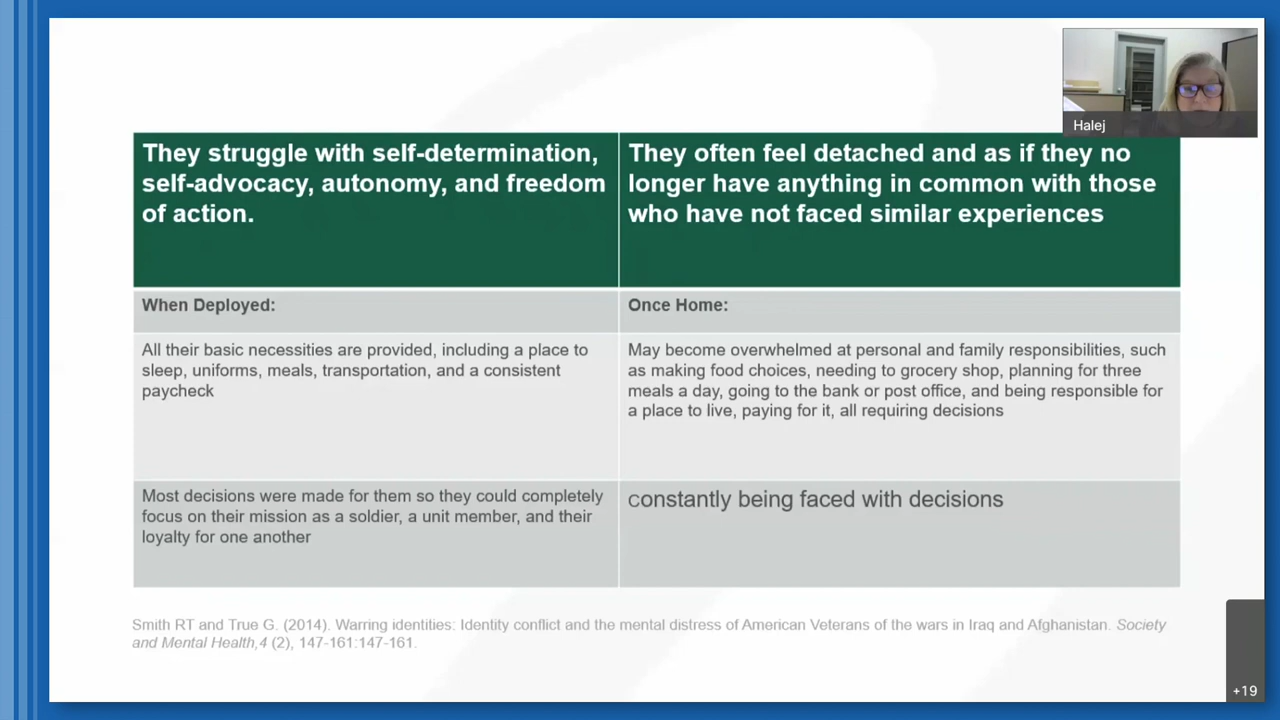 Halej
They struggle with self-determination,
self-advocacy, autonomy, and freedom
of action.
They often feel detached and as if they no
longer have anything in common with those
who have not faced similar experiences
When Deployed:
Once Home:
All their basic necessities are provided, including a place to
sleep, uniforms, meals, transportation, and a consistent
paycheck
May become overwhelmed at personal and family responsibilities, such
as making food choices, needing to grocery shop, planning for three
meals a day, going to the bank or post office, and being responsible for
a place to live, paying for it, all requiring decisions
Most decisions were made for them so they could completely
focus on their mission as a soldier, a unit member, and their
loyalty for one another
constantly being faced with decisions
Smith RT and True G. (2014). Warring identities: Identity conflict and the mental distress of American Veterans of the wars in Iraq and Afghanistan. Society
and Mental Health,4 (2), 147-161:147-161.
+19